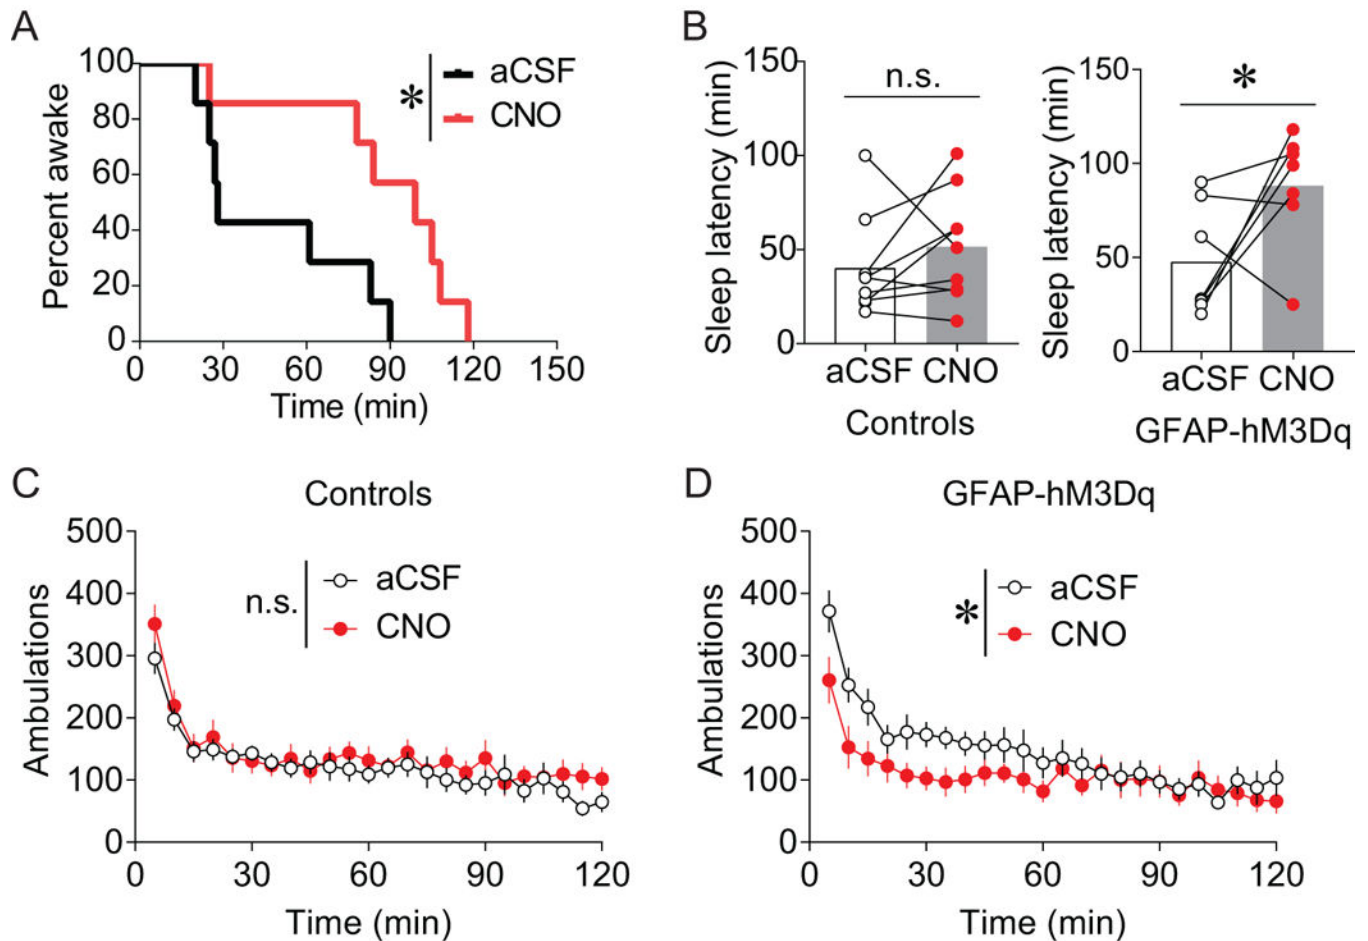 A
Percent awake
100
80
60
40
20
0
0 30 60 90 120 150
Time (min)
* aCSF
CNO
B
Sleep latency (min)
150
100
50
0
n.s.
aCSF CNO
Controls
Sleep latency (min)
150
100
50
0
*
aCSF CNO
GFAP-hM3Dq
C
Controls
Ambulations
500
400
300
200
100
0
n.s.
aCSF
CNO
0 30 60 90 120
Time (min)
D
GFAP-hM3Dq
Ambulations
500
400
300
200
100
0
*
aCSF
CNO
0 30 60 90 120
Time (min)